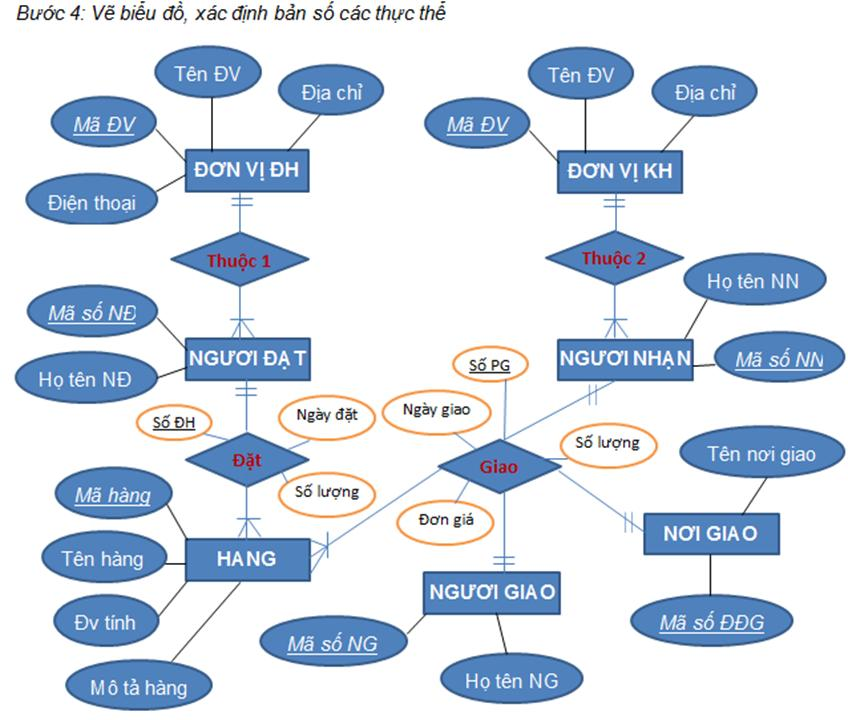 Bước 4: Vẽ biểu đồ, xác định bản số các thực thể
Tên ĐV
Địa chỉ
Mã ĐV
Điện thoại
ĐƠN VỊ ĐH
Tên ĐV
Địa chỉ
Mã ĐV
ĐƠN VỊ KH
Thuộc 1
Thuộc 2
Họ tên NN
Mã số NN
Mã số NĐ
Họ tên NĐ
NGƯỜI ĐẶT
NGƯỜI NHẬN
Số PG
Số ĐH
Ngày đặt
Ngày giao
Số lượng
Tên nơi giao
Đặt
Giao
Số lượng
Đơn giá
Mã hàng
Tên hàng
Đv tính
Mô tả hàng
HANG
NƠI GIAO
NGƯỜI GIAO
Mã số ĐĐG
Mã số NG
Họ tên NG